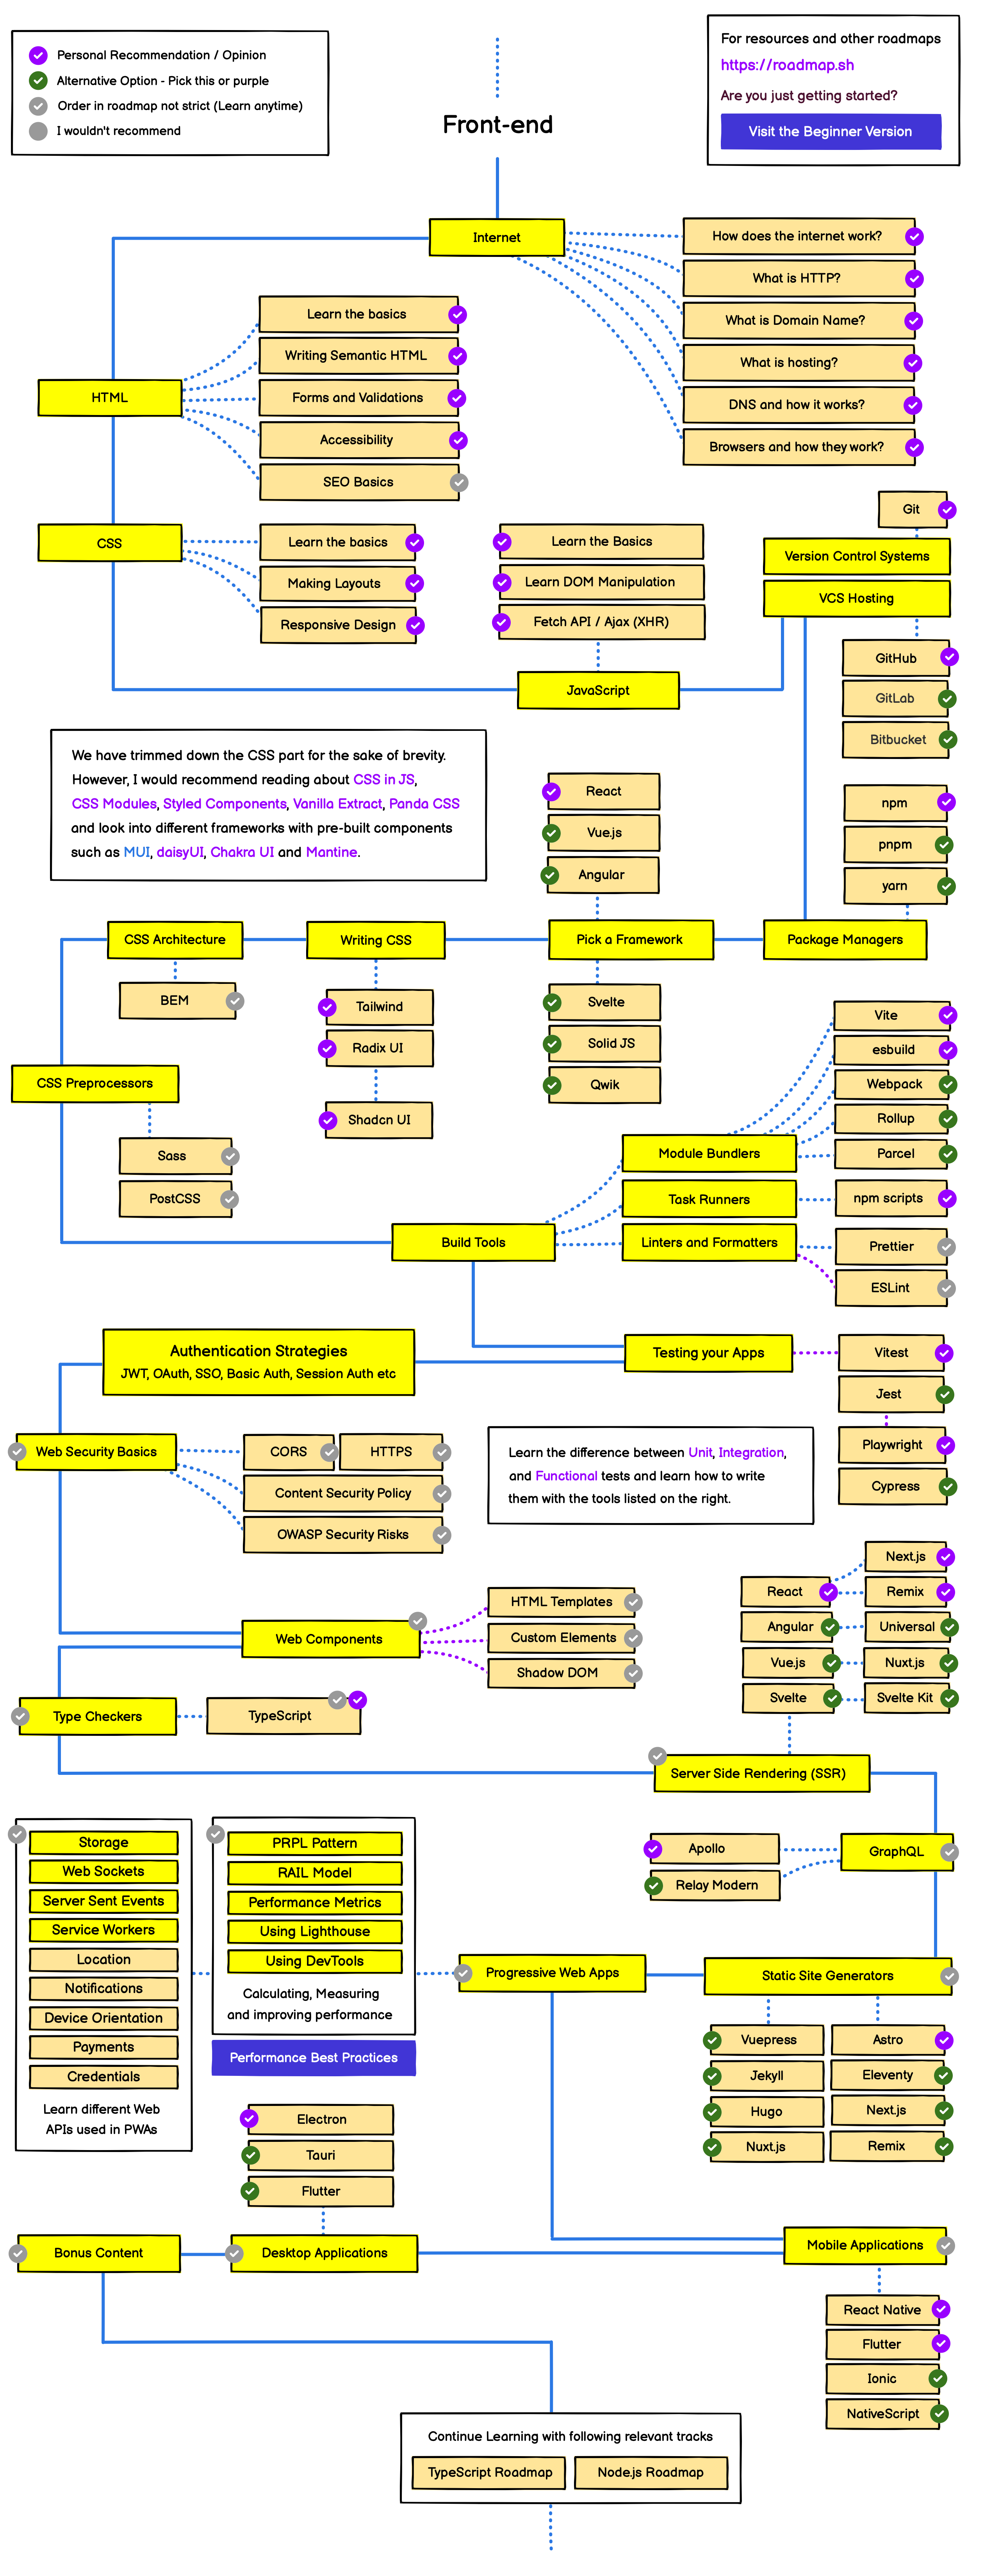 Personal Recommendation / Opinion
Alternative Option - Pick this or purple
Order in roadmap not strict (Learn anytime)
I wouldn't recommend
For resources and other roadmaps
https://roadmap.sh
Are you just getting started?
Visit the Beginner Version
Front-end
Internet
How does the internet work?
What is HTTP?
What is Domain Name?
What is hosting?
DNS and how it works?
Browsers and how they work?
HTML
Learn the basics
Writing Semantic HTML
Forms and Validations
Accessibility
SEO Basics
CSS
Learn the basics
Making Layouts
Responsive Design
Learn the Basics
Learn DOM Manipulation
Fetch API / Ajax (XHR)
JavaScript
Git
Version Control Systems
VCS Hosting
GitHub
GitLab
Bitbucket
We have trimmed down the CSS part for the sake of brevity.
However, I would recommend reading about CSS in JS,
CSS Modules, Styled Components, Vanilla Extract, Panda CSS
and look into different frameworks with pre-built components
such as MUI, daisyUI, Chakra UI and Mantine.
npm
pnpm
yarn
Package Managers
React
Vue.js
Angular
Pick a Framework
Svelte
Solid JS
Qwik
Writing CSS
Tailwind
Radix UI
Shadcn UI
CSS Architecture
BEM
CSS Preprocessors
Sass
PostCSS
Build Tools
Module Bundlers
Vite
esbuild
Webpack
Rollup
Parcel
Task Runners
npm scripts
Linters and Formatters
Prettier
ESLint
Testing your Apps
Vitest
Jest
Playwright
Cypress
Learn the difference between Unit, Integration,
and Functional tests and learn how to write
them with the tools listed on the right.
Authentication Strategies
JWT, OAuth, SSO, Basic Auth, Session Auth etc
Web Security Basics
CORS
HTTPS
Content Security Policy
OWASP Security Risks
Web Components
HTML Templates
Custom Elements
Shadow DOM
Type Checkers
TypeScript
React
Next.js
Remix
Angular
Universal
Vue.js
Nuxt.js
Svelte
Svelte Kit
Server Side Rendering (SSR)
GraphQL
Apollo
Relay Modern
Static Site Generators
Vuepress
Jekyll
Hugo
Nuxt.js
Astro
Eleventy
Next.js
Remix
Progressive Web Apps
PRPL Pattern
RAIL Model
Performance Metrics
Using Lighthouse
Using DevTools
Calculating, Measuring
and improving performance
Performance Best Practices
Storage
Web Sockets
Server Sent Events
Service Workers
Location
Notifications
Device Orientation
Payments
Credentials
Learn different Web
APIs used in PWAs
Mobile Applications
React Native
Flutter
Ionic
NativeScript
Electron
Tauri
Flutter
Desktop Applications
Bonus Content
Continue Learning with following relevant tracks
TypeScript Roadmap
Node.js Roadmap